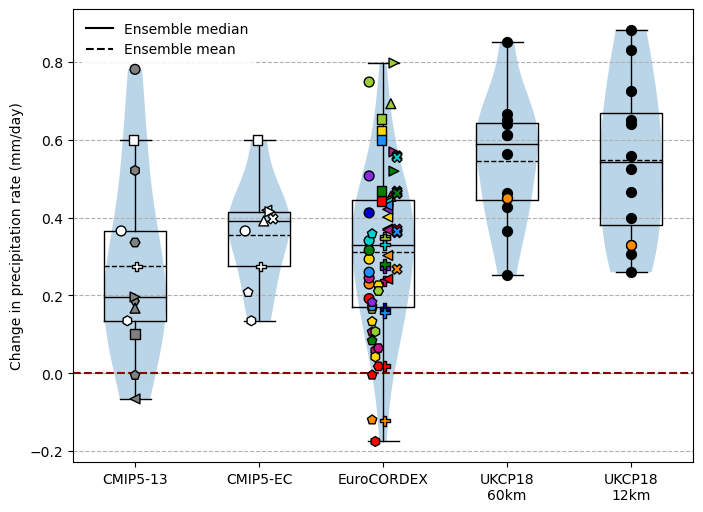 Ensemble median
Ensemble mean
Change in precipitation rate (mm/day)
0.8
0.6
0.4
0.2
0.0
−0.2
CMIP5-13
CMIP5-EC
EuroCORDEX
UKCP18
60km
UKCP18
12km